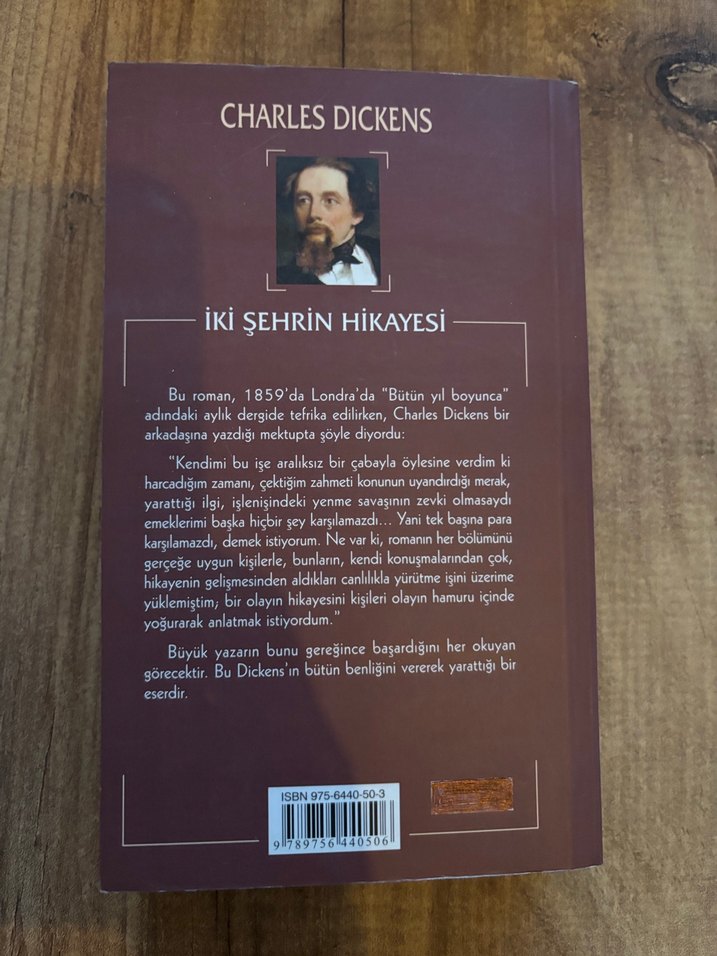 CHARLES DICKENS
İKİ ŞEHRİN HİKAYESİ
Bu roman, 1859'da Londra'da “Bütün yıl boyunca”
adındaki aylık dergide tefrika edilirken, Charles Dickens bir
arkadaşına yazdığı mektupta şöyle diyordu:
“Kendimi bu işe aralıksız bir çabayla öylesine verdim ki
harcadığım zamanı, çektiğim zahmeti konunun uyandırdığı merak,
yarattığı ilgi, işlenişindeki yenme savaşının zevki olmasaydı
emeklerimi başka hiçbir şey karşılamazdı... Yani tek başına para
karşılamazdı, demek istiyorum. Ne var ki, romanın her bölümünü
gerçeğe uygun kişilerle, bunların, kendi konuşmalarından çok,
hikayenin gelişmesinden aldıkları canlılıkla yürütme işini üzerime
yüklemiştim; bir olayın hikayesini kişileri olayın hamuru içinde
yoğurarak anlatmak istiyordum.”
Büyük yazarın bunu gereğince başardığını her okuyan
görecektir. Bu Dickens'ın bütün benliğini vererek yarattığı bir
eserdir.
ISBN 975-6440-50-3
9 789756 440506